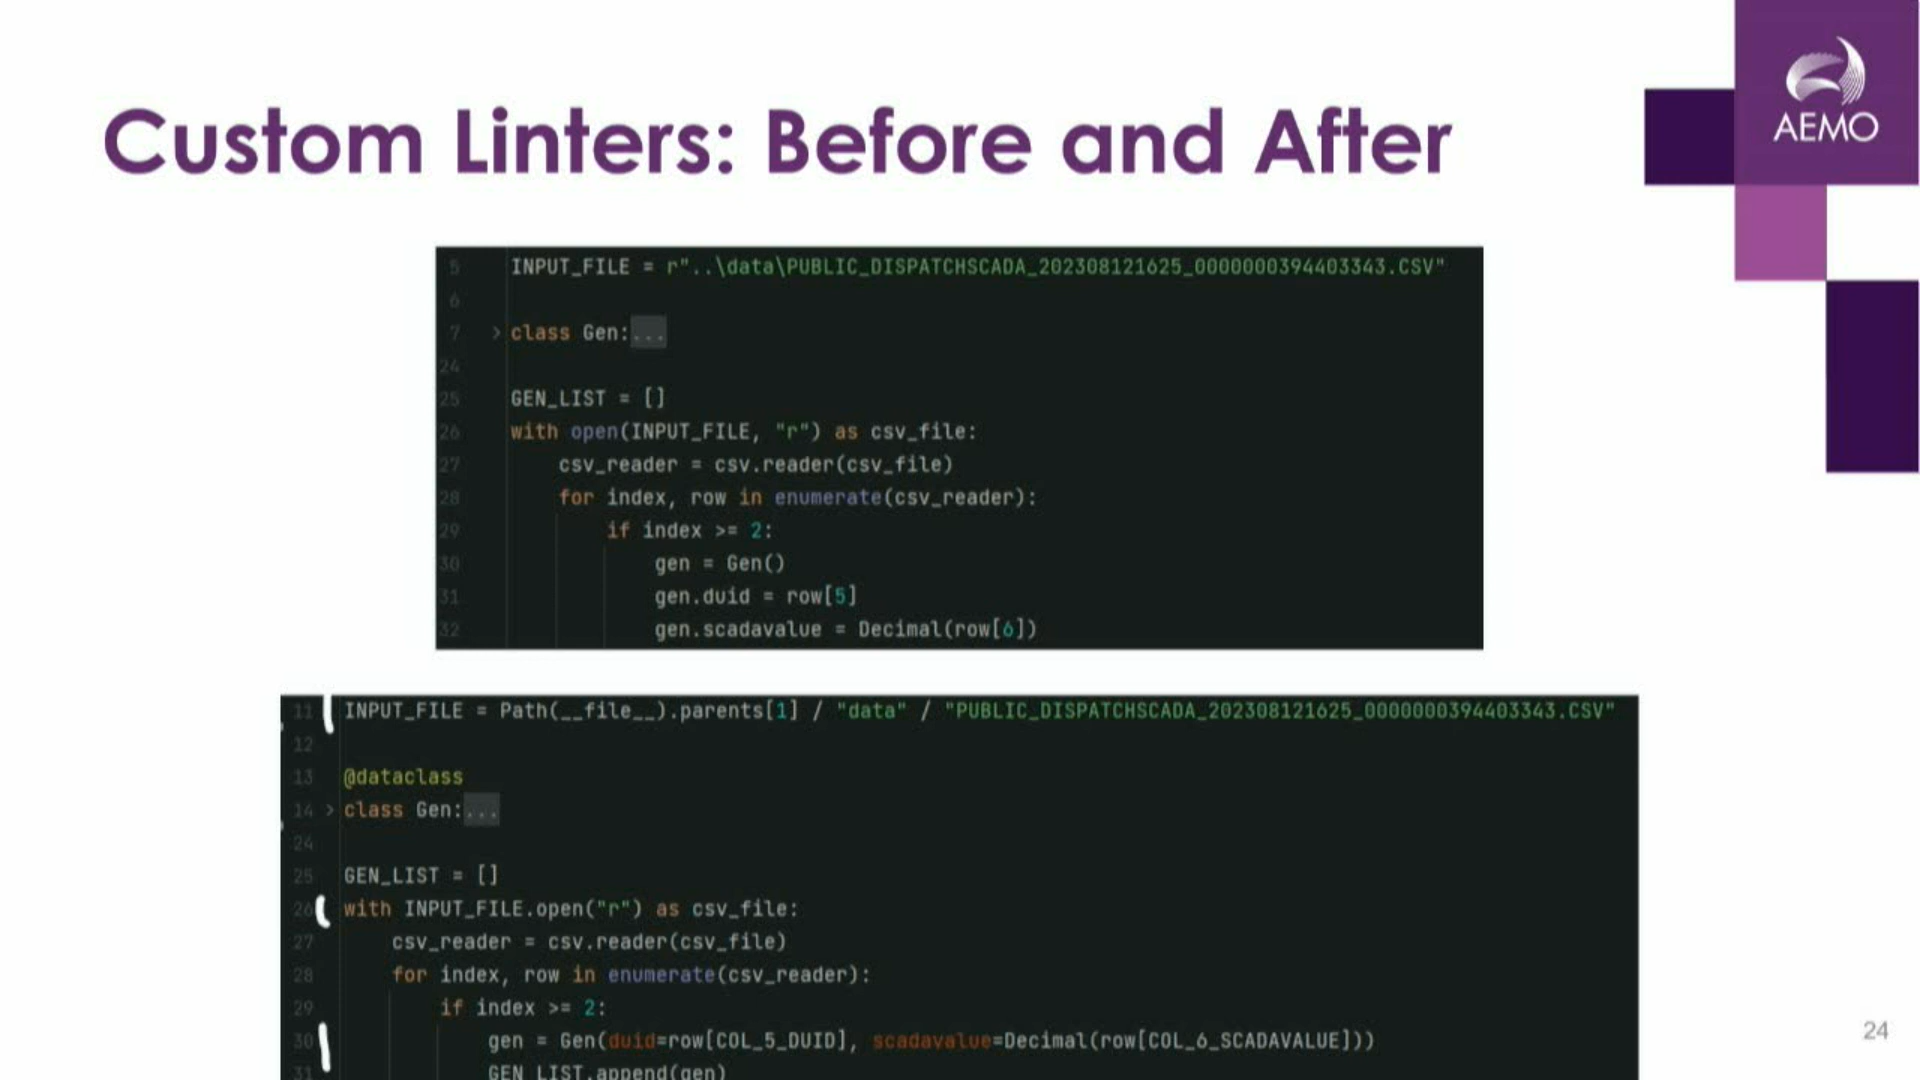 AEMO
Custom Linters: Before and After
5 INPUT_FILE = r"..\data\PUBLIC_DISPATCHSCADA_202308121625_0000000394403343.CSV"
6
7 > class Gen:...
24
25 GEN_LIST = []
26 with open(INPUT_FILE, "r") as csv_file:
27 csv_reader = csv.reader(csv_file)
28 for index, row in enumerate(csv_reader):
29 if index >= 2:
30 gen = Gen()
31 gen.duid = row[5]
32 gen.scadavalue = Decimal(row[6])
11 INPUT_FILE = Path(__file__).parents[1] / "data" / "PUBLIC_DISPATCHSCADA_202308121625_0000000394403343.CSV"
12
13 @dataclass
14 > class Gen:...
24
25 GEN_LIST = []
26 with INPUT_FILE.open("r") as csv_file:
27 csv_reader = csv.reader(csv_file)
28 for index, row in enumerate(csv_reader):
29 if index >= 2:
30 gen = Gen(duid=row[COL_5_DUID], scadavalue=Decimal(row[COL_6_SCADAVALUE]))
31 GEN_LIST.append(gen)
24